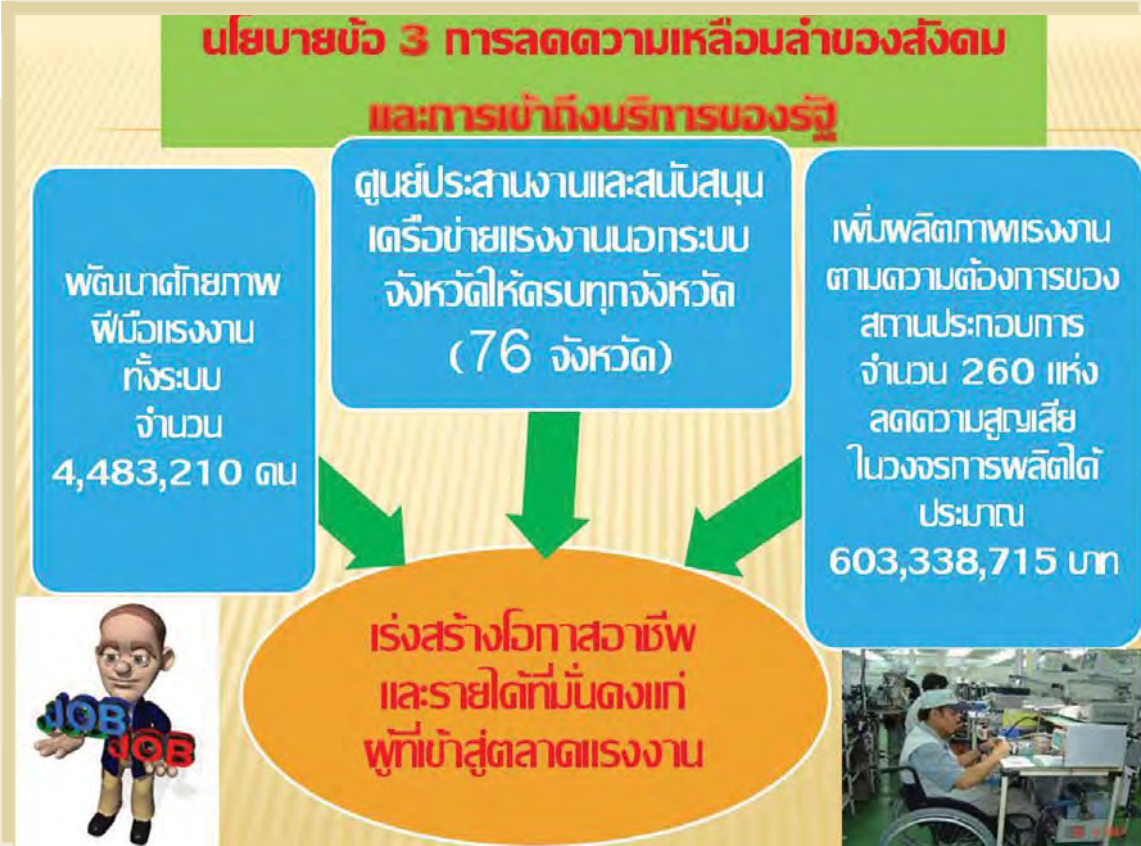 นโยบายข้อ 3 การลดความเหลือมลำของสังคม
และการเข้าถึงบริการของรัฐ
พัฒนาศักยภาพ
ฝีมือแรงงาน
ทั้งระบบ
จำนวน
4,483,210 คน
ศูนย์ประสานงานและสนับสนุน
เครือข่ายแรงงานนอกระบบ
จังหวัดให้ครบทุกจังหวัด
(76 จังหวัด)
เพิ่มผลิตภาพแรงงาน
ตามความต้องการของ
สถานประกอบการ
จำนวน 260 แห่ง
ลดความสูญเสีย
ในวงจรการผลิตได้
ประมาณ
603,338,715 บาท
เร่งสร้างโอกาสอาชีพ
และรายได้ที่มั่นคงแก่
ผู้ที่เข้าสู่ตลาดแรงงาน
JOB
JOB